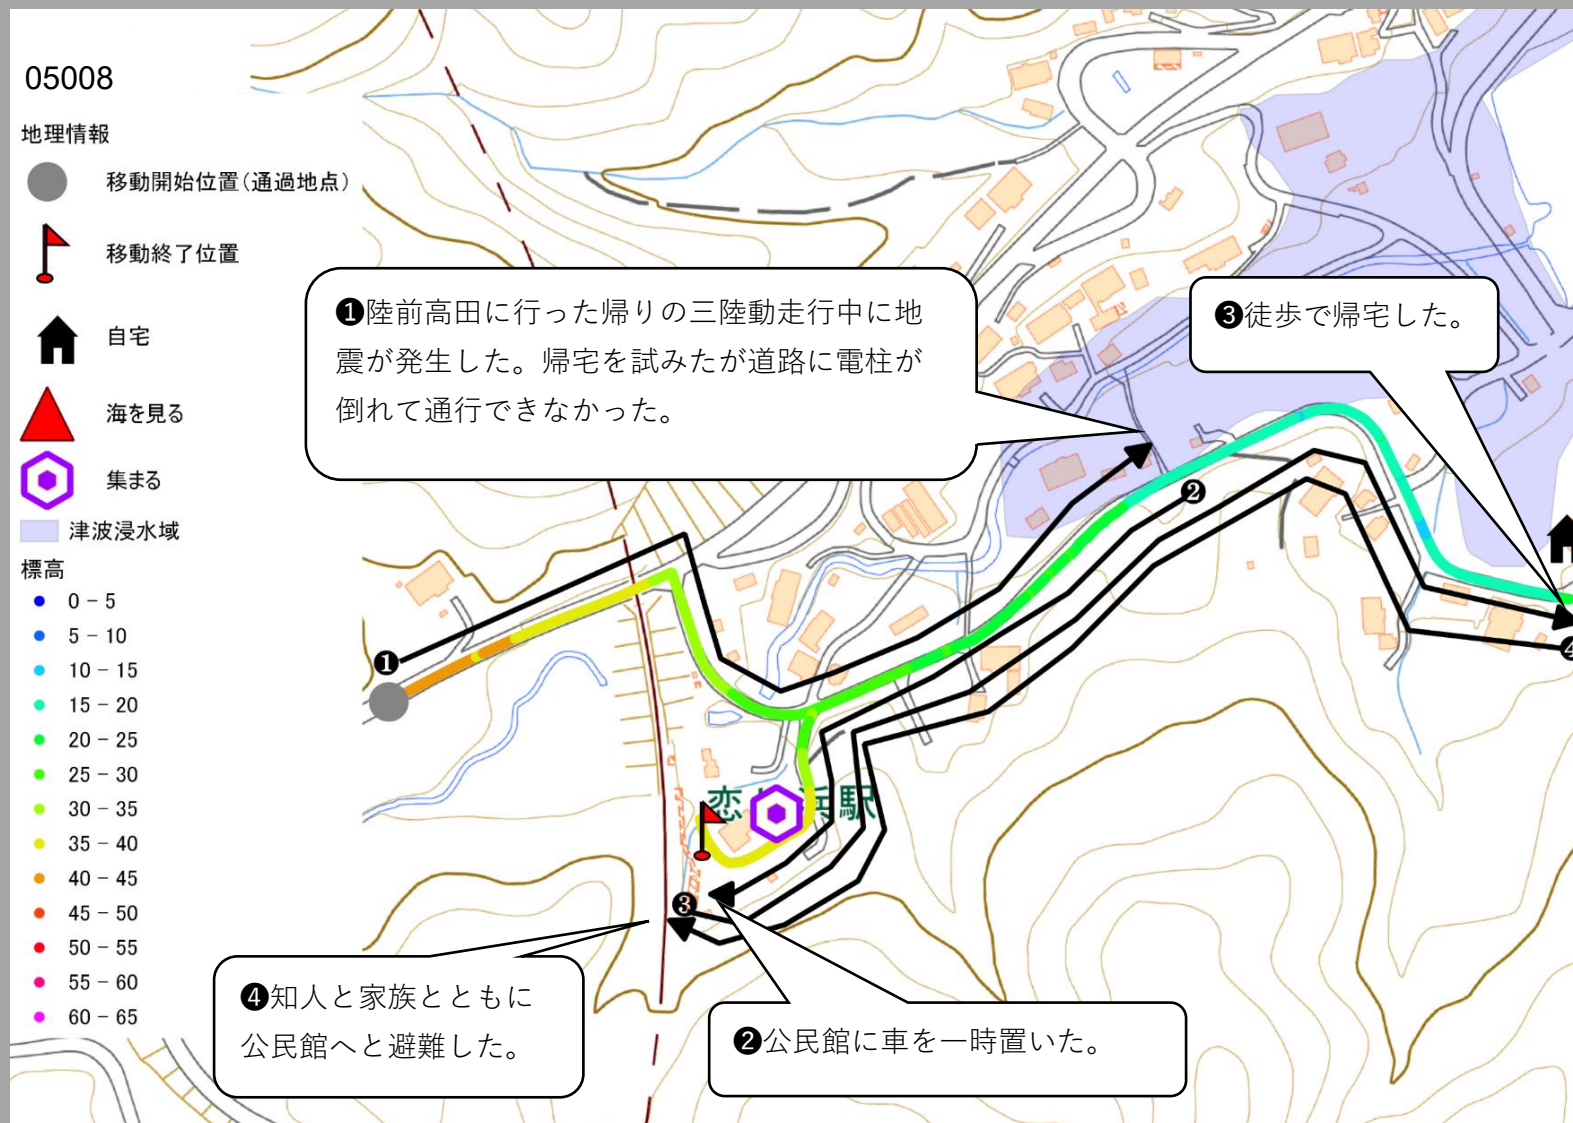 05008
地理情報
移動開始位置(通過地点)
移動終了位置
自宅
海を見る
集まる
津波浸水域
標高
0 - 5
5 - 10
10 - 15
15 - 20
20 - 25
25 - 30
30 - 35
35 - 40
40 - 45
45 - 50
50 - 55
55 - 60
60 - 65
❶陸前高田に行った帰りの三陸動走行中に地
震が発生した。帰宅を試みたが道路に電柱が
倒れて通行できなかった。
❸徒歩で帰宅した。
❷
❶
❹
恋 浜駅
❸
❹知人と家族とともに
公民館へと避難した。
❷公民館に車を一時置いた。